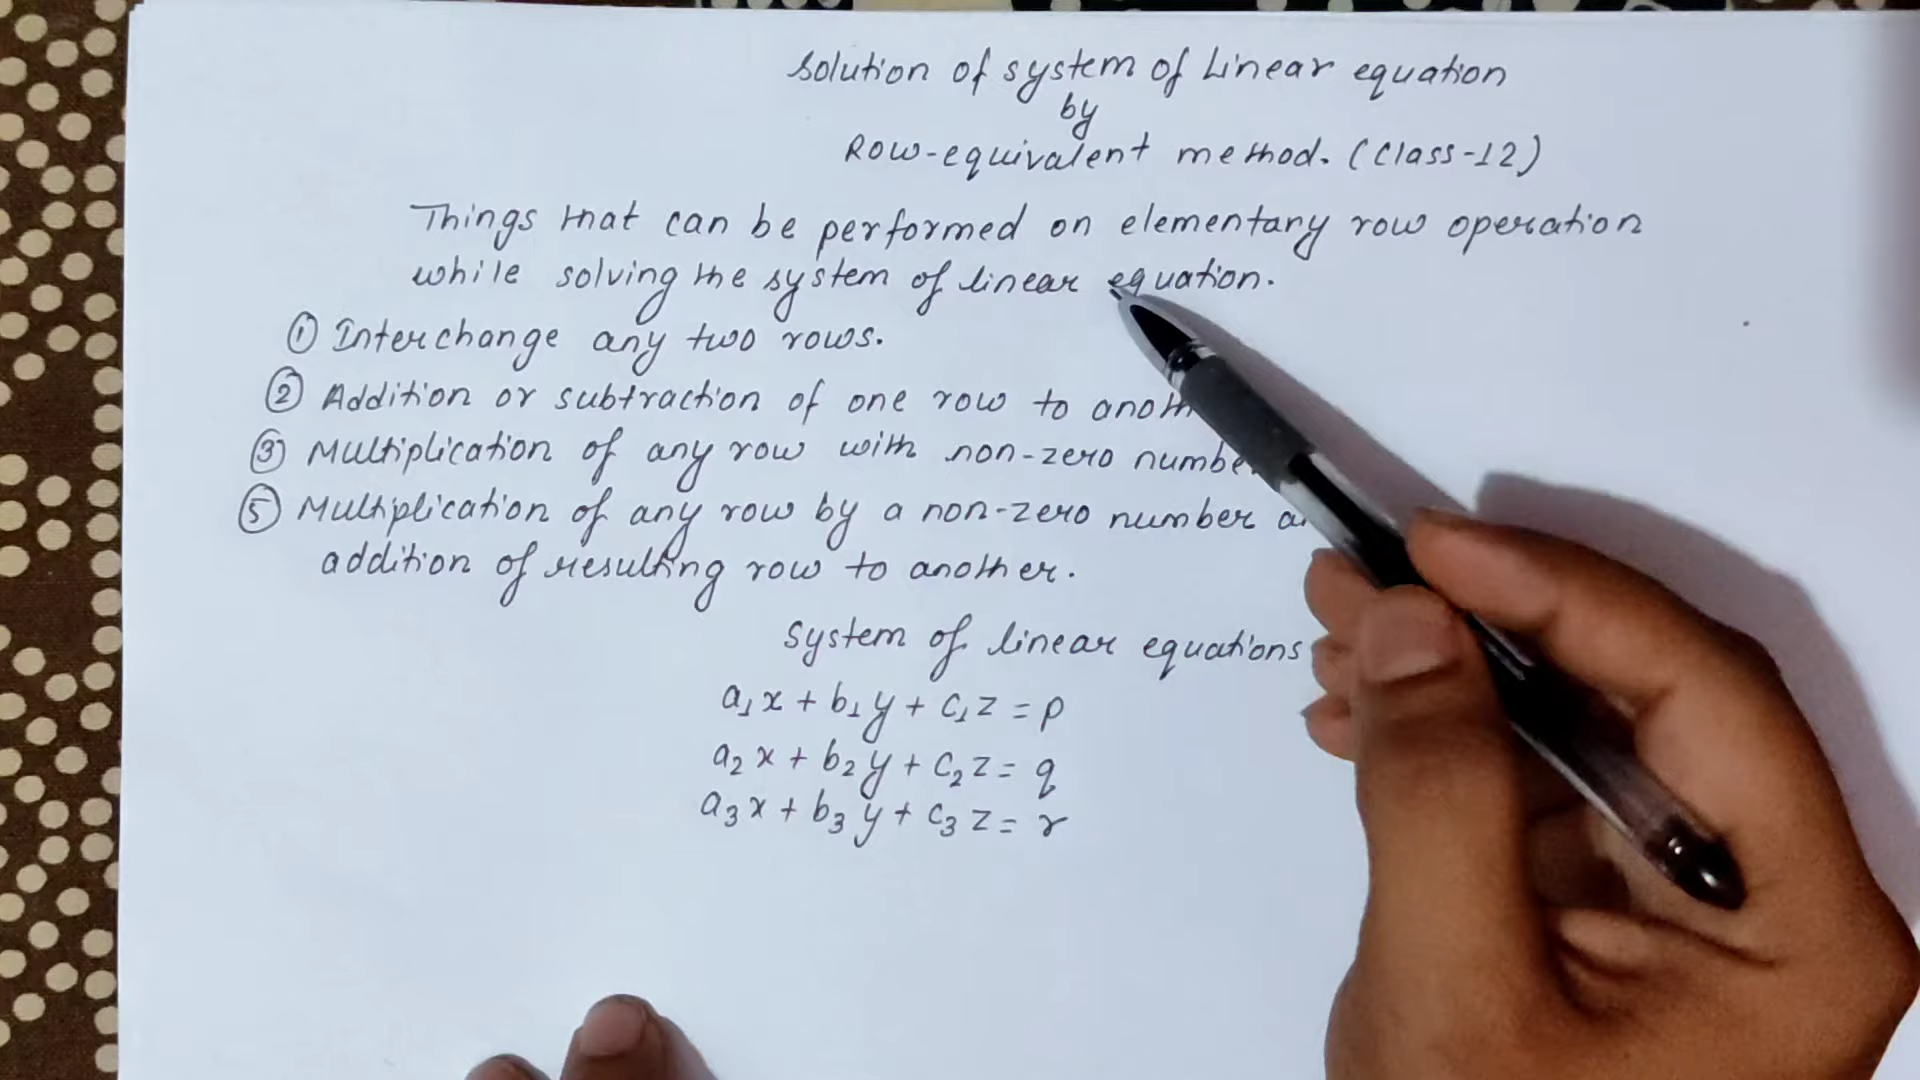 Solution of system of Linear equation
by
Row-equivalent method. (Class-12)
Things that can be performed on elementary row operation
while solving the system of linear equation.
① Interchange any two rows.
② Addition or subtraction of one row to
③ Multiplication of any row with non-zero
⑤ Multiplication of any row by a non-zero number
addition of resulting row to another.
System of linear equations
a₁x + b₁y + c₁z = p
a₂x + b₂y + c₂z = q
a₃x + b₃y + c₃z = r